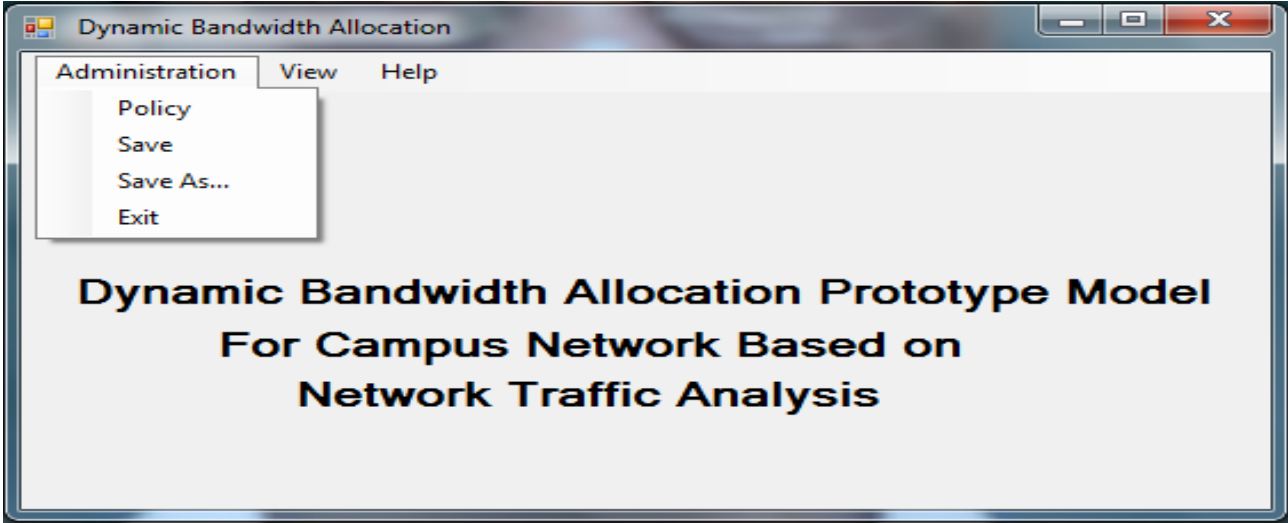 Dynamic Bandwidth Allocation
Administration View Help
Policy
Save
Save As...
Exit
Dynamic Bandwidth Allocation Prototype Model
For Campus Network Based on
Network Traffic Analysis